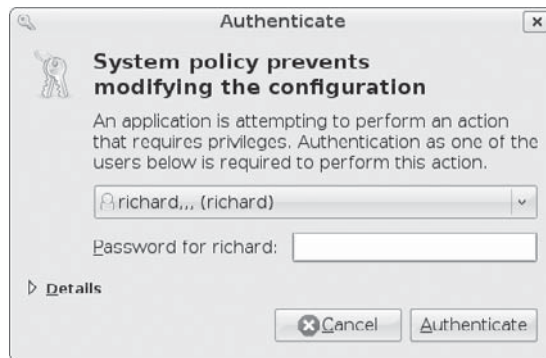 Authenticate
System policy prevents
modifying the configuration
An application is attempting to perform an action
that requires privileges. Authentication as one of the
users below is required to perform this action.
richard,,, (richard)
Password for richard:
Details
Cancel
Authenticate